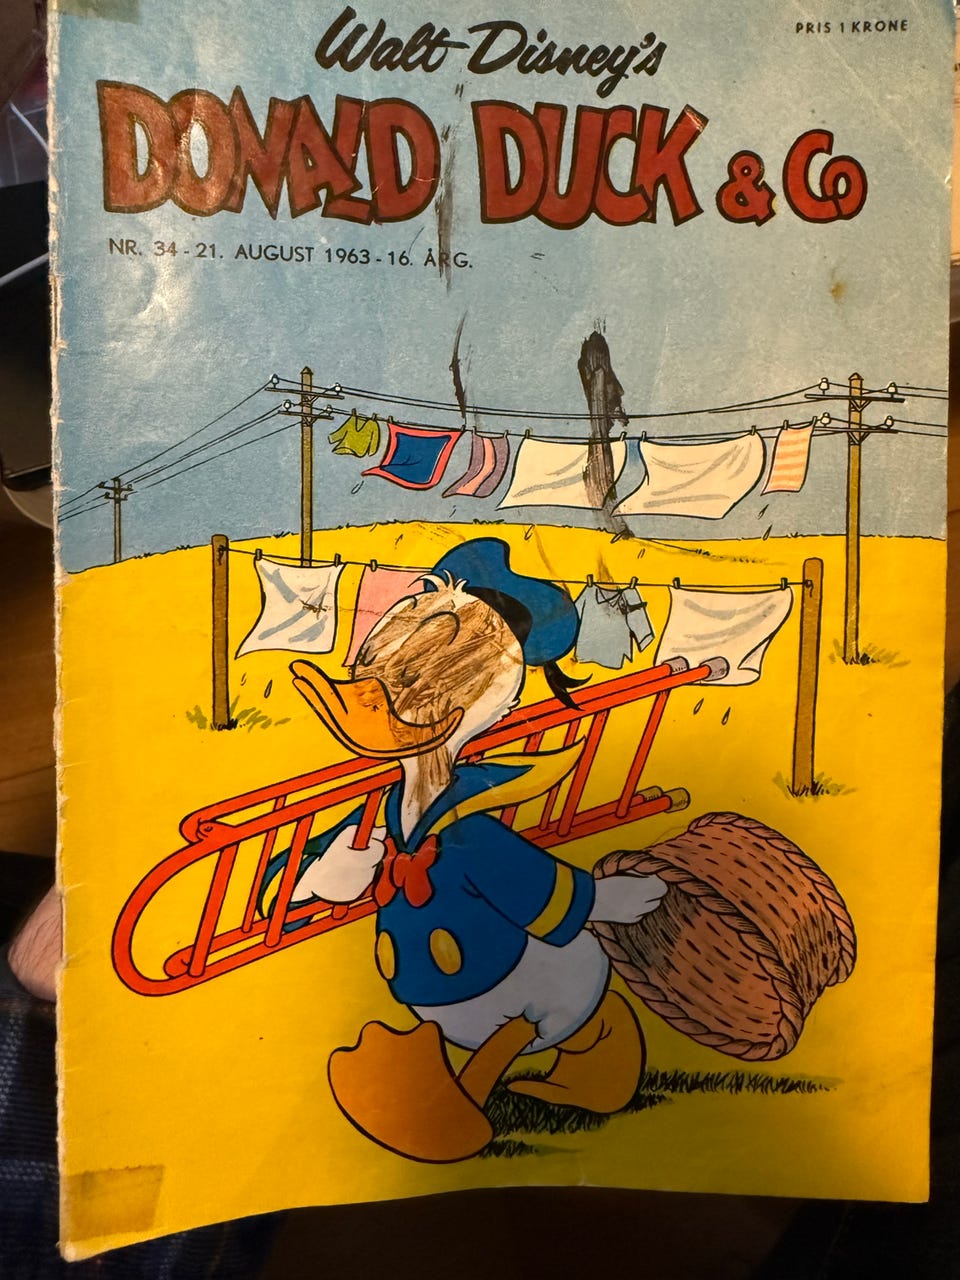 PRIS 1 KRONE
Walt Disney's
DONALD DUCK & Co
NR. 34 - 21. AUGUST 1963 - 16. ÅRG.